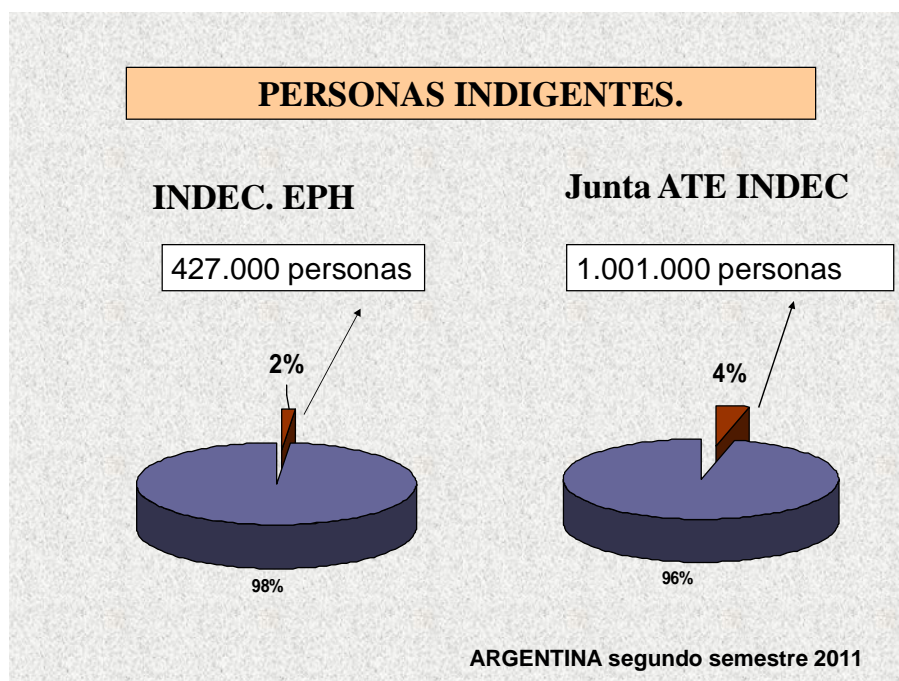 PERSONAS INDIGENTES.
INDEC. EPH
Junta ATE INDEC
427.000 personas
1.001.000 personas
2%
4%
98%
96%
ARGENTINA segundo semestre 2011